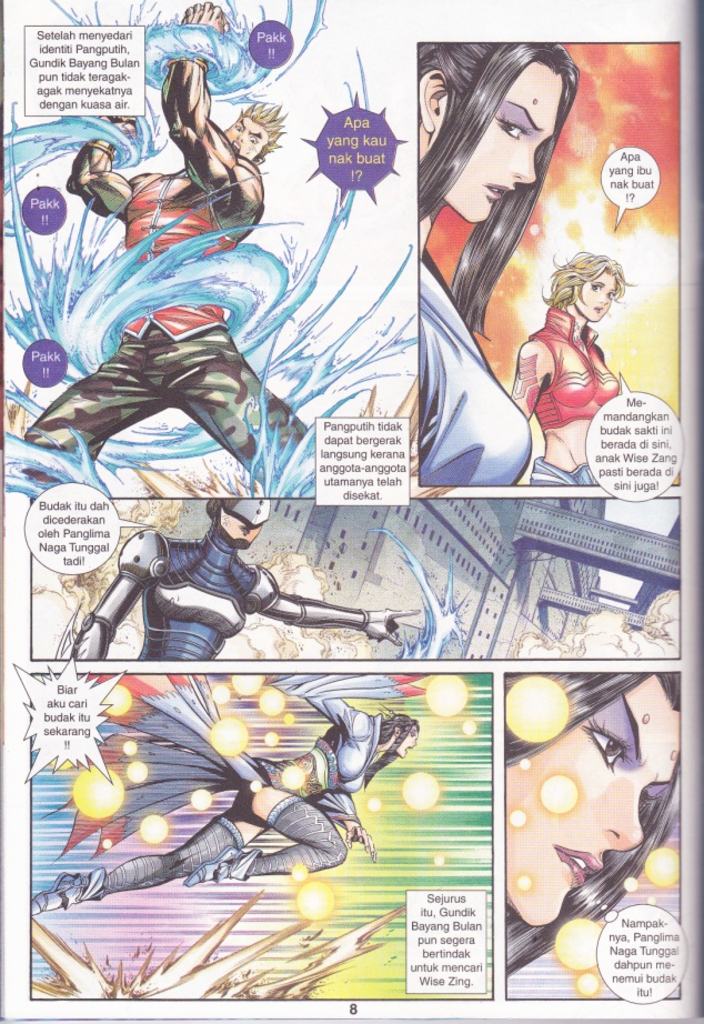 Setelah menyedari
identiti Pangputih,
Gundik Bayang Bulan
pun tidak teragak-
agak menyekatnya
dengan kuasa air.
Pakk
!!
Apa
yang kau
nak buat
!?
Pakk
!!
Pakk
!!
Pangputih tidak
dapat bergerak
langsung kerana
anggota-anggota
utamanya telah
disekat.
Apa
yang ibu
nak buat
!?
Me-
mandangkan
budak sakti ini
berada di sini,
anak Wise Zang
pasti berada di
sini juga!
Budak itu dah
dicederakan
oleh Panglima
Naga Tunggal
tadi!
Biar
aku cari
budak itu
sekarang
!!
Sejurus
itu, Gundik
Bayang Bulan
pun segera
bertindak
untuk mencari
Wise Zing.
Nampak-
nya, Panglima
Naga Tunggal
dahpun me-
nemui budak
itu!
8